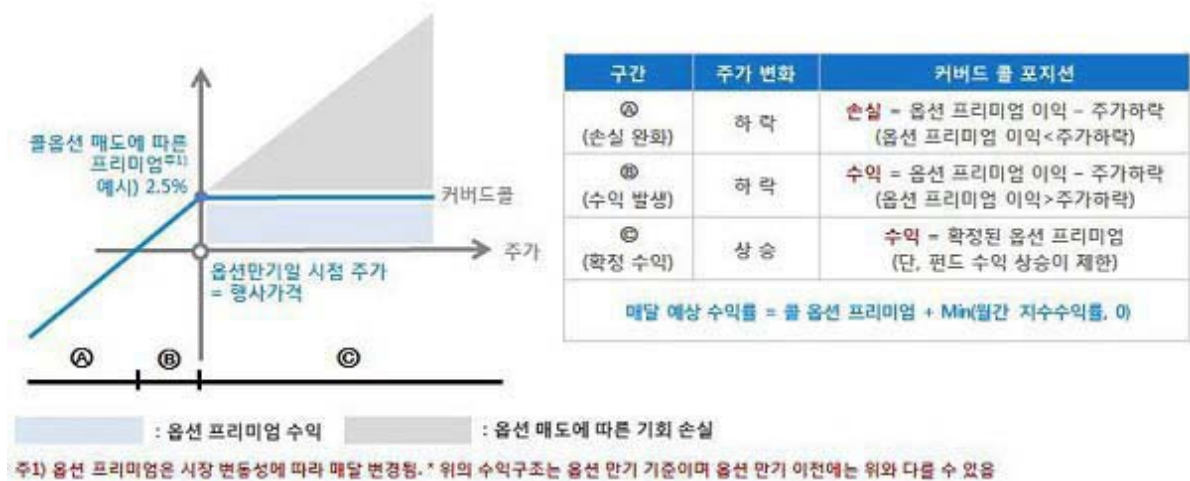 콜옵션 매도에 따른
프리미엄주1)
예시) 2.5%
커버드콜
주가
옵션만기일 시점 주가
= 행사가격
Ⓐ
Ⓑ
Ⓒ
구간
주가 변화
커버드 콜 포지션
Ⓐ
(손실 완화)
하 락
손실 = 옵션 프리미엄 이익 - 주가하락
(옵션 프리미엄 이익<주가하락)
Ⓑ
(수익 발생)
하 락
수익 = 옵션 프리미엄 이익 - 주가하락
(옵션 프리미엄 이익>주가하락)
Ⓒ
(확정 수익)
상 승
수익 = 확정된 옵션 프리미엄
(단, 펀드 수익 상승이 제한)
매달 예상 수익률 = 콜 옵션 프리미엄 + Min(월간 지수수익률, 0)
: 옵션 프리미엄 수익
: 옵션 매도에 따른 기회 손실
주1) 옵션 프리미엄은 시장 변동성에 따라 매달 변경됨. * 위의 수익구조는 옵션 만기 기준이며 옵션 만기 이전에는 위와 다를 수 있음